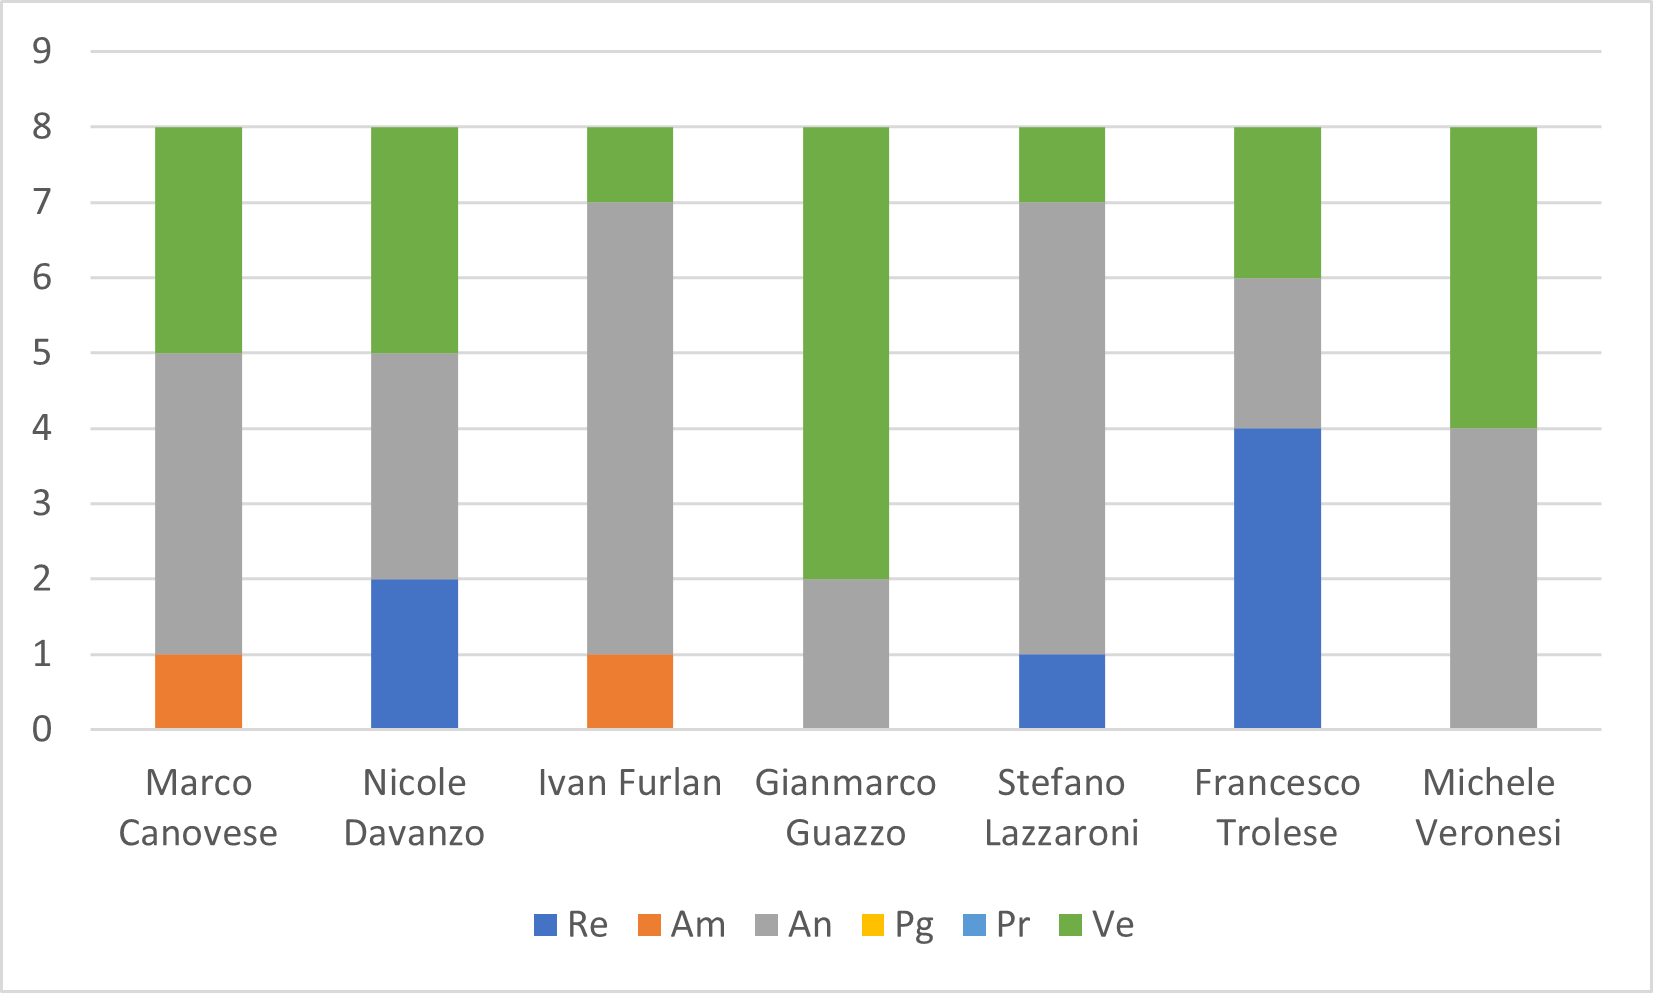 9
8
7
6
5
4
3
2
1
0
Marco Canovese
Nicole Davanzo
Ivan Furlan
Gianmarco Guazzo
Stefano Lazzaroni
Francesco Trolese
Michele Veronesi
Re Am An Pg Pr Ve